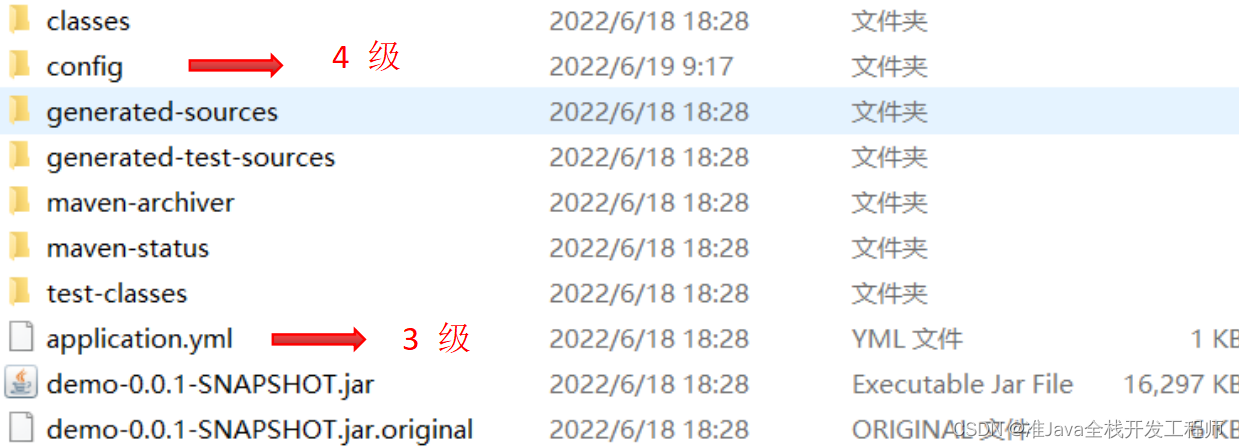 classes 2022/6/18 18:28 文件夹
config 4 级 2022/6/19 9:17 文件夹
generated-sources 2022/6/18 18:28 文件夹
generated-test-sources 2022/6/18 18:28 文件夹
maven-archiver 2022/6/18 18:28 文件夹
maven-status 2022/6/18 18:28 文件夹
test-classes 2022/6/18 18:28 文件夹
application.yml 3 级 2022/6/18 18:28 YML 文件 1 KB
demo-0.0.1-SNAPSHOT.jar 2022/6/18 18:28 Executable Jar File 16,297 KB
demo-0.0.1-SNAPSHOT.jar.original 2022/6/18 18:28 ORIGINAL 文件
CSDN @准Java全栈开发工程师